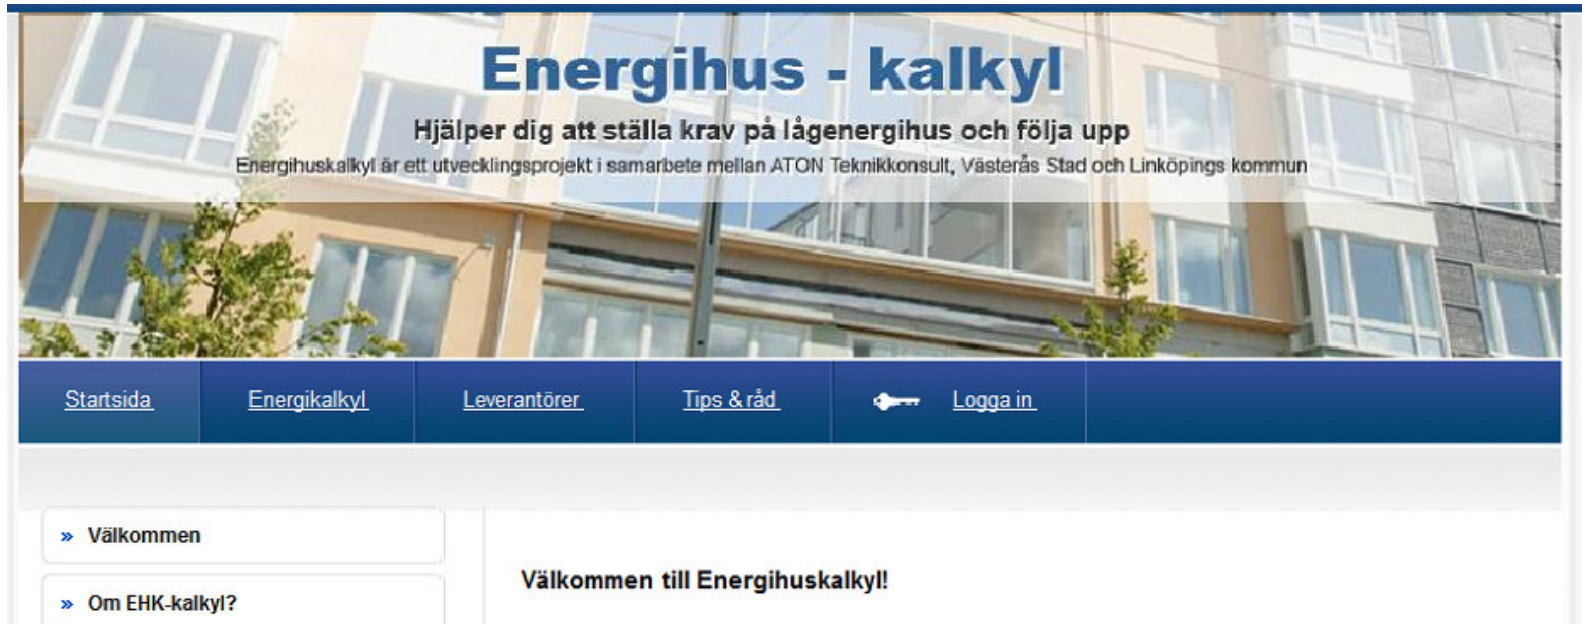 Energihus - kalkyl
Hjälper dig att ställa krav på lågenergihus och följa upp
Energihuskalkyl är ett utvecklingsprojekt i samarbete mellan ATON Teknikkonsult, Västerås Stad och Linköpings kommun
Startsida Energikalkyl Leverantörer Tips & råd Logga in
» Välkommen
Välkommen till Energihuskalkyl!
» Om EHK-kalkyl?